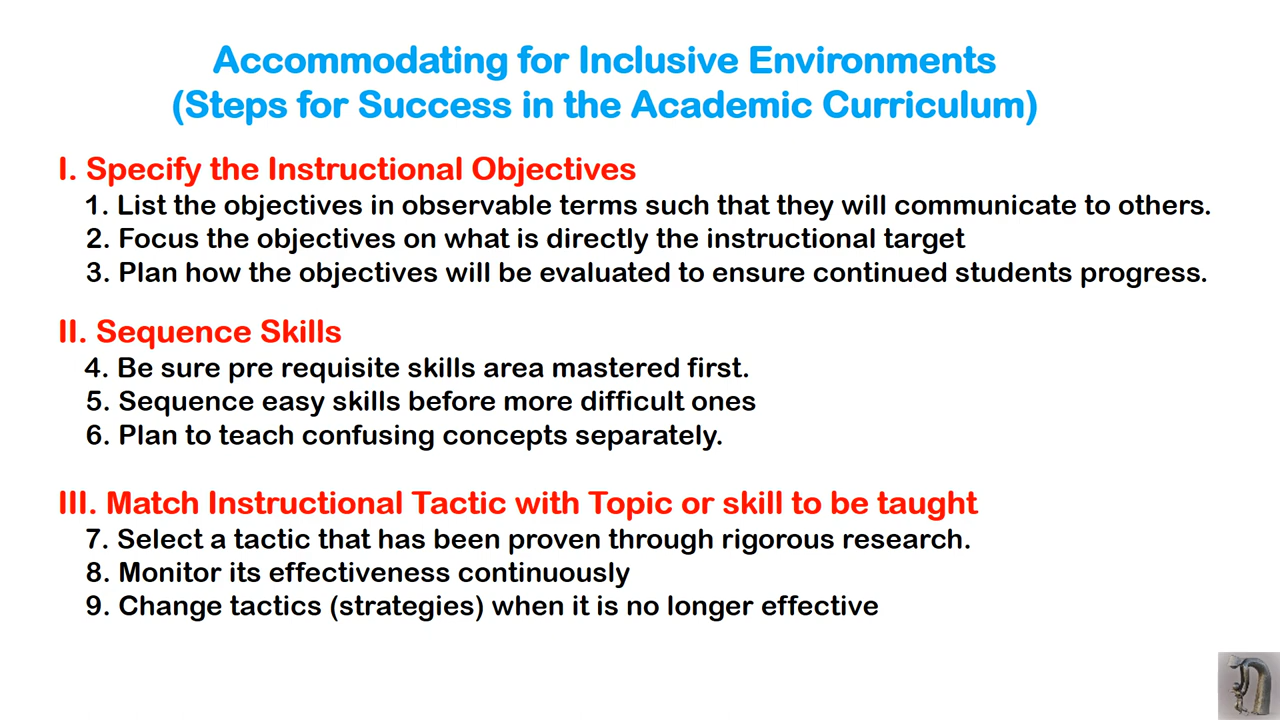 Accommodating for Inclusive Environments
(Steps for Success in the Academic Curriculum)
I. Specify the Instructional Objectives
1. List the objectives in observable terms such that they will communicate to others.
2. Focus the objectives on what is directly the instructional target
3. Plan how the objectives will be evaluated to ensure continued students progress.
II. Sequence Skills
4. Be sure pre requisite skills area mastered first.
5. Sequence easy skills before more difficult ones
6. Plan to teach confusing concepts separately.
III. Match Instructional Tactic with Topic or skill to be taught
7. Select a tactic that has been proven through rigorous research.
8. Monitor its effectiveness continuously
9. Change tactics (strategies) when it is no longer effective